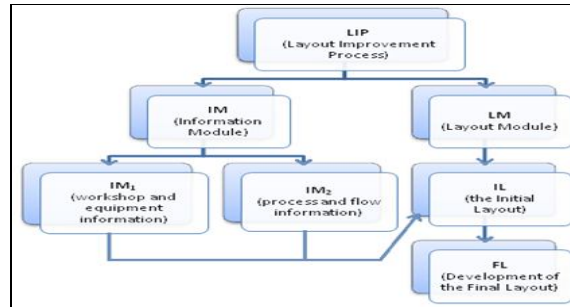 LIP
(Layout Improvement
Process)
IM
(Information
Module)
LM
(Layout Module)
IM₁
(workshop and
equipment
information)
IM₂
(process and flow
information)
IL
(the Initial
Layout)
FL
(Development of
the Final Layout)